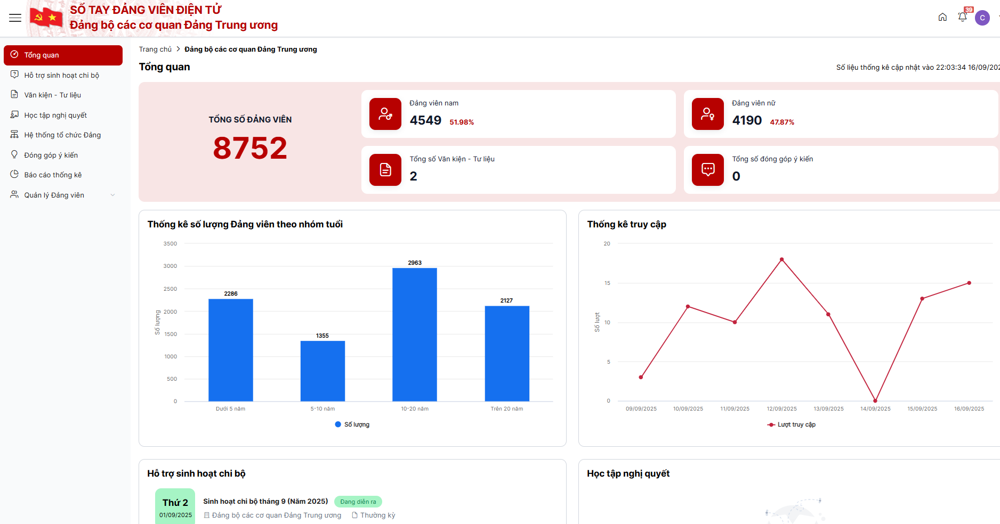 SỔ TAY ĐẢNG VIÊN ĐIỆN TỬ
Đảng bộ các cơ quan Đảng Trung ương
39
C
Tổng quan
Hỗ trợ sinh hoạt chi bộ
Văn kiện - Tư liệu
Học tập nghị quyết
Hệ thống tổ chức Đảng
Đóng góp ý kiến
Báo cáo thống kê
Quản lý Đảng viên
Trang chủ > Đảng bộ các cơ quan Đảng Trung ương
Tổng quan
Số liệu thống kê cập nhật vào 22:03:34 16/09/202
TỔNG SỐ ĐẢNG VIÊN
8752
Đảng viên nam
4549 51.98%
Đảng viên nữ
4190 47.87%
Tổng số Văn kiện - Tư liệu
2
Tổng số đóng góp ý kiến
0
Thống kê số lượng Đảng viên theo nhóm tuổi
3500
3000
2500
2000
1500
1000
500
0
Số lượng
2286
1355
2963
2127
Dưới 5 năm
5-10 năm
10-20 năm
Trên 20 năm
Số lượng
Thống kê truy cập
20
15
10
5
0
Số lượt
09/09/2025
10/09/2025
11/09/2025
12/09/2025
13/09/2025
14/09/2025
15/09/2025
16/09/2025
Lượt truy cập
Hỗ trợ sinh hoạt chi bộ
Thứ 2
01/09/2025
Sinh hoạt chi bộ tháng 9 (Năm 2025) Đang diễn ra
Đảng bộ các cơ quan Đảng Trung ương Thường kỳ
Học tập nghị quyết